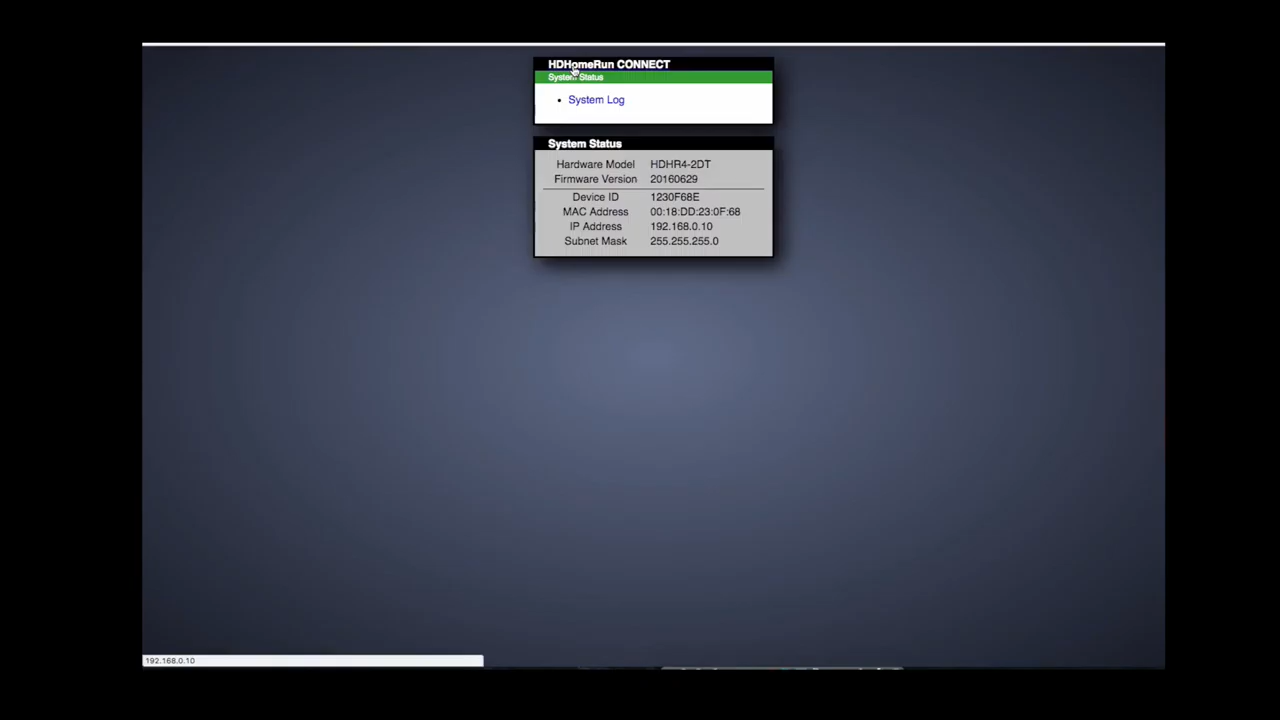 HDHomeRun CONNECT
System Status
• System Log
System Status
Hardware Model HDHR4-2DT
Firmware Version 20160629
Device ID 1230F68E
MAC Address 00:18:DD:23:0F:68
IP Address 192.168.0.10
Subnet Mask 255.255.255.0
192.168.0.10